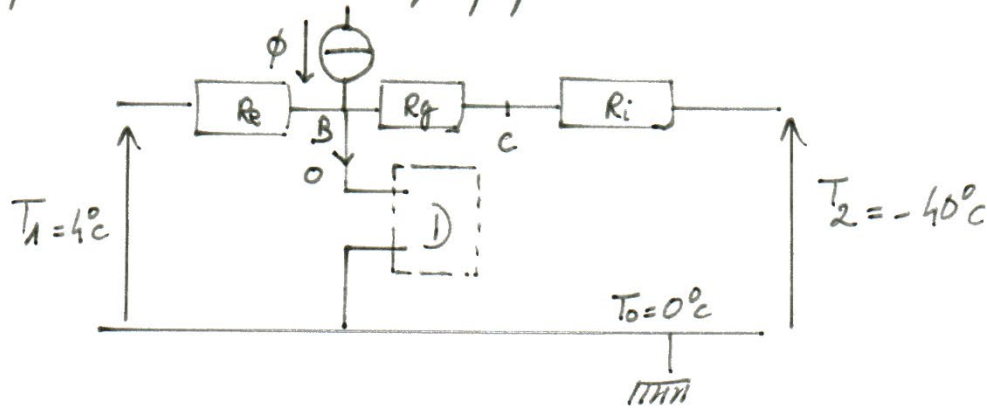 ϕ
Re
Rg
Ri
B
C
O
D
T1 = 4°C
T2 = -40°C
T0 = 0°C